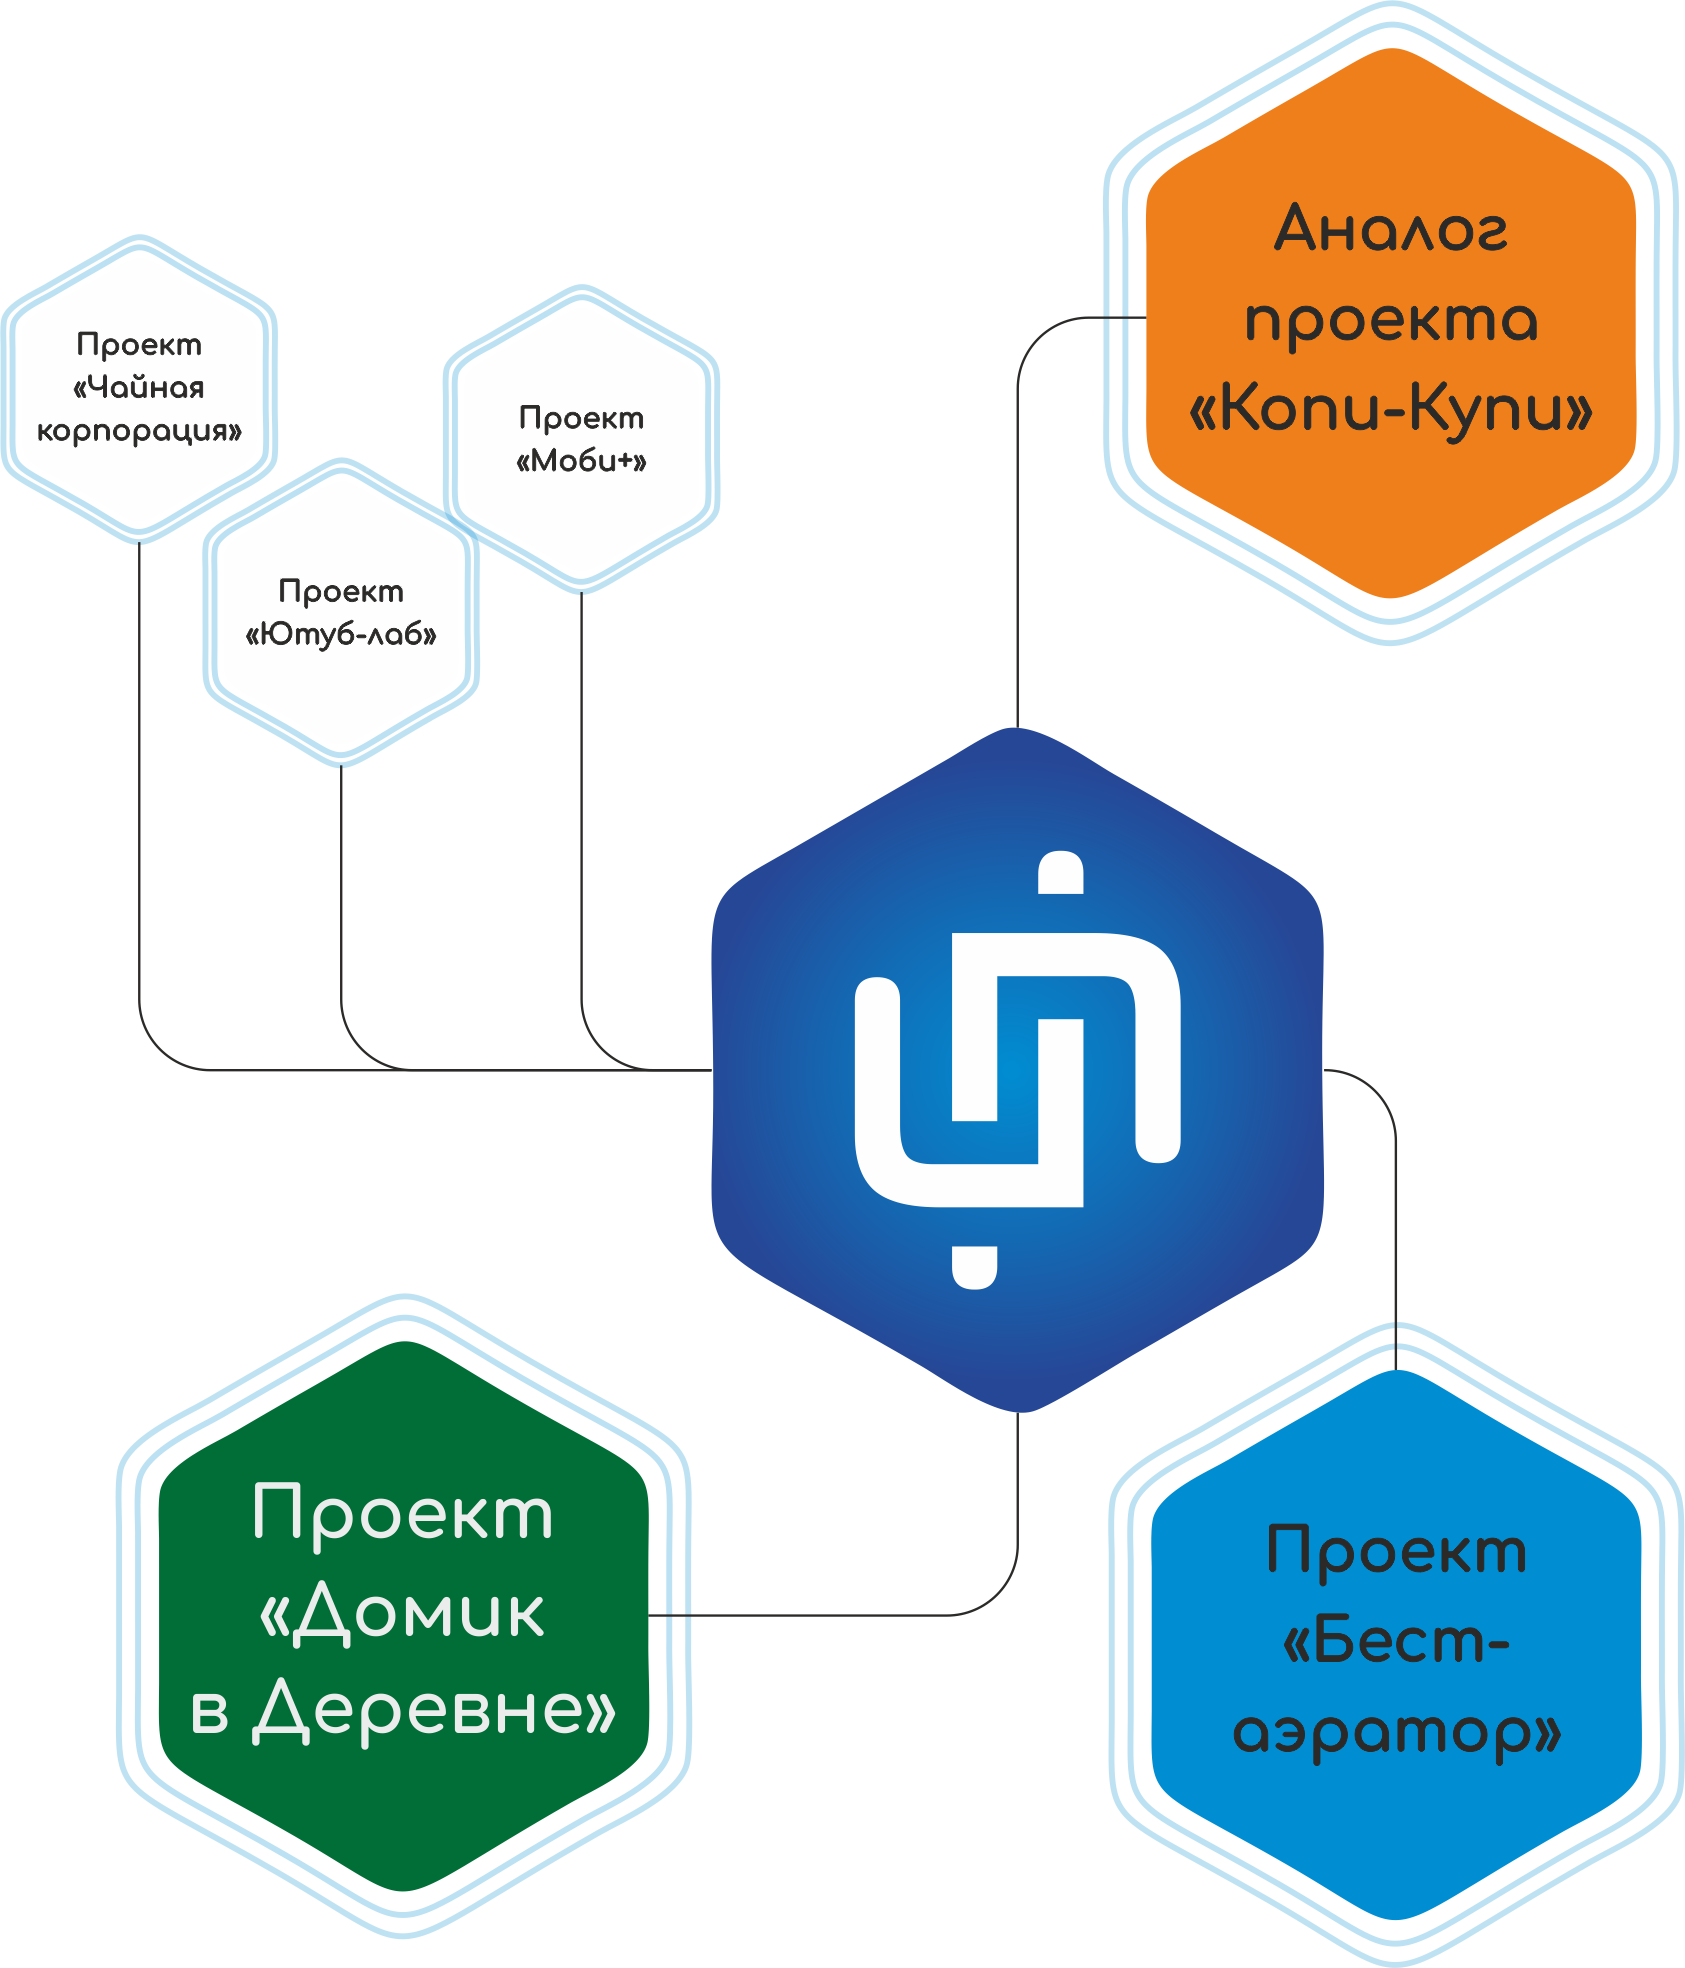 Проект
«Чайная
корпорация»
Проект
«Моби+»
Проект
«Ютуб-лаб»
Аналог
проекта
«Копи-Купи»
Проект
«Домик
в Деревне»
Проект
«Бест-
аэратор»